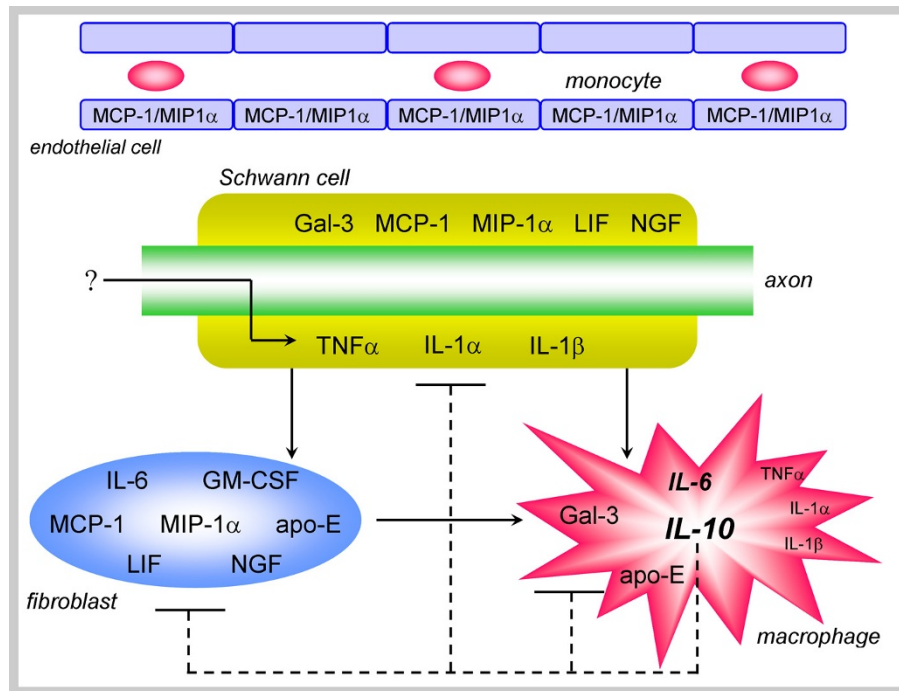 monocyte
MCP-1/MIP1α MCP-1/MIP1α MCP-1/MIP1α MCP-1/MIP1α MCP-1/MIP1α
endothelial cell
Schwann cell
Gal-3 MCP-1 MIP-1α LIF NGF
axon
?
TNFα IL-1α IL-1β
IL-6 GM-CSF
MCP-1 MIP-1α apo-E
LIF NGF
fibroblast
IL-6 TNFα
Gal-3 IL-10 IL-1α
IL-1β
apo-E
macrophage